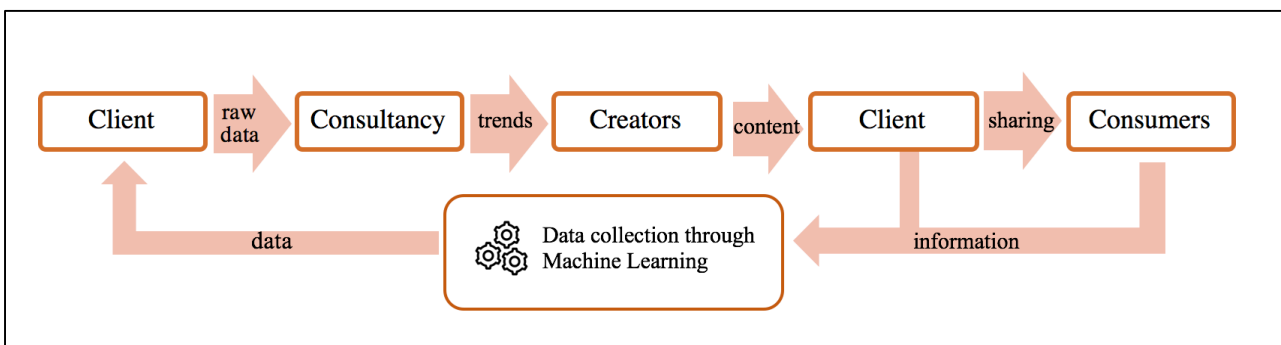 Client
raw
data
Consultancy
trends
Creators
content
Client
sharing
Consumers
data
Data collection through
Machine Learning
information